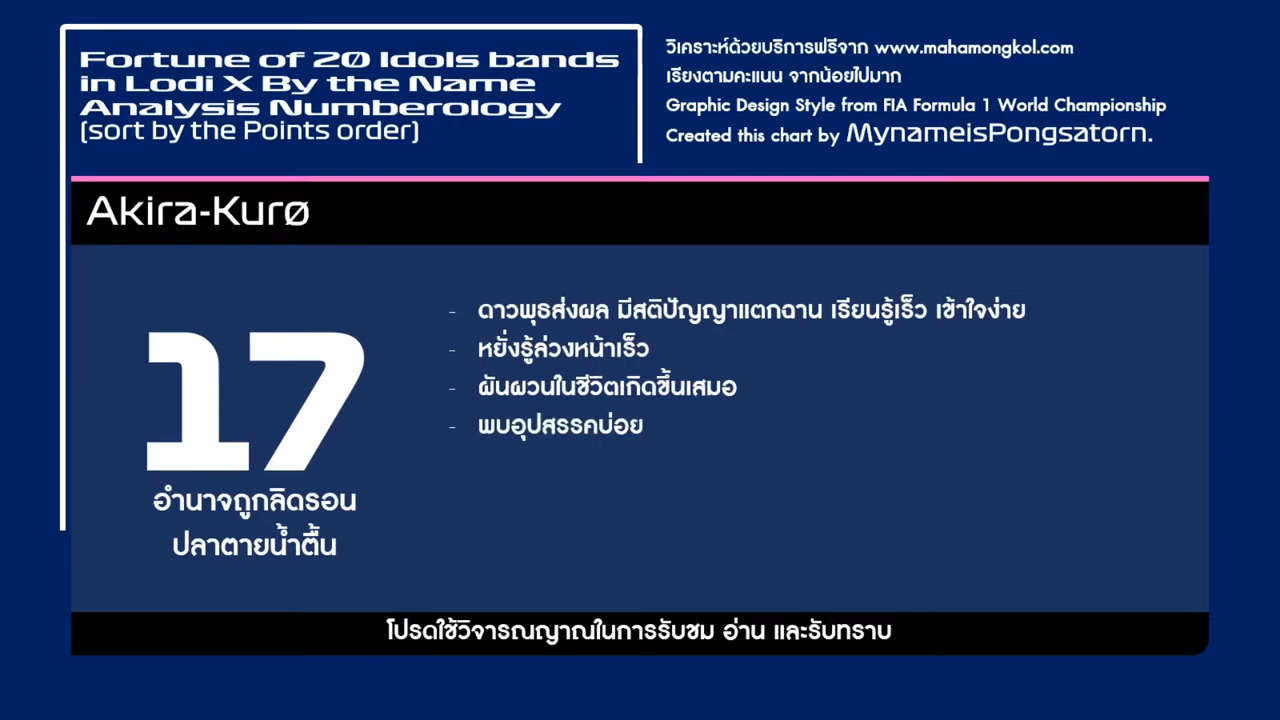 Fortune of 20 Idols bands
in Lodi X By the Name
Analysis Numberology
(sort by the Points order)
วิเคราะห์ด้วยบริการฟรีจาก www.mahamongkol.com
เรียงตามคะแนน จากน้อยไปมาก
Graphic Design Style from FIA Formula 1 World Championship
Created this chart by MynameisPongsatorn.
Akira-Kurø
17
อำนาจถูกลิดรอน
ปลาตายน้ำตื้น
- ดาวพุธส่งผล มีสติปัญญาแตกฉาน เรียนรู้เร็ว เข้าใจง่าย
- หยั่งรู้ล่วงหน้าเร็ว
- ผันผวนในชีวิตเกิดขึ้นเสมอ
- พบอุปสรรคบ่อย
โปรดใช้วิจารณญาณในการรับชม อ่าน และรับทราบ